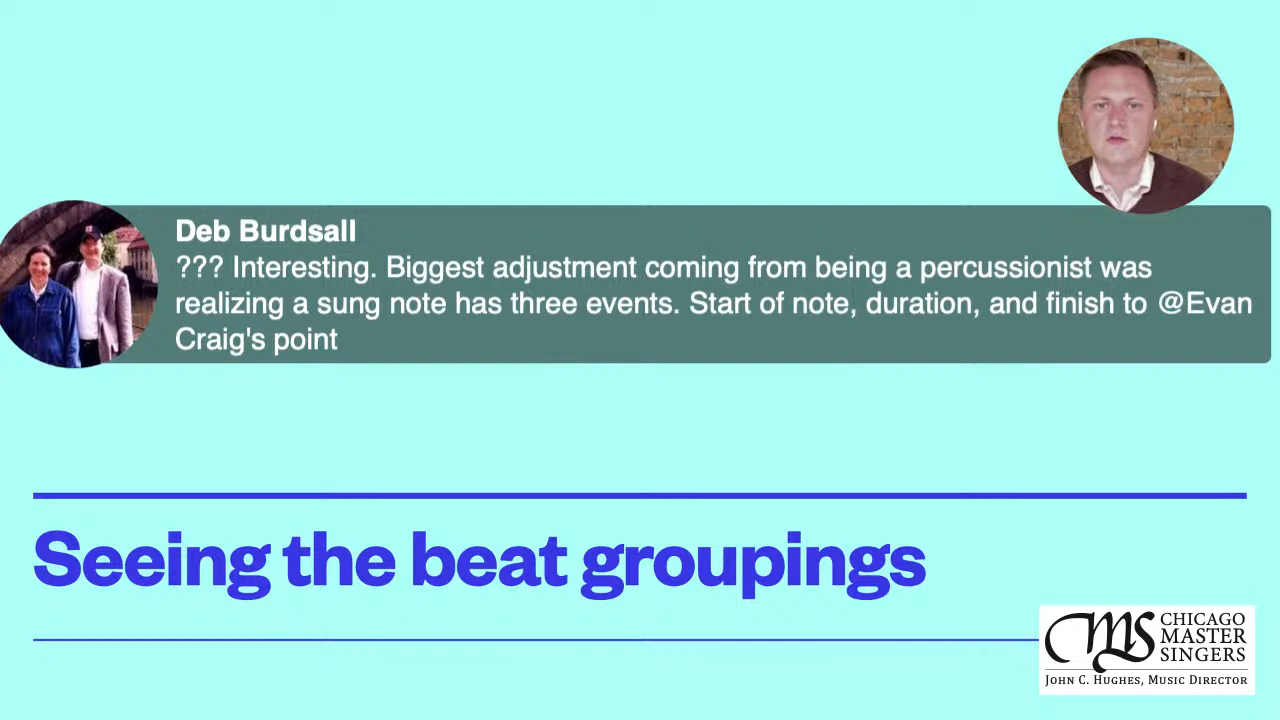 Deb Burdsall
??? Interesting. Biggest adjustment coming from being a percussionist was
realizing a sung note has three events. Start of note, duration, and finish to @Evan
Craig's point
Seeing the beat groupings
CMS
CHICAGO
MASTER
SINGERS
JOHN C. HUGHES, MUSIC DIRECTOR